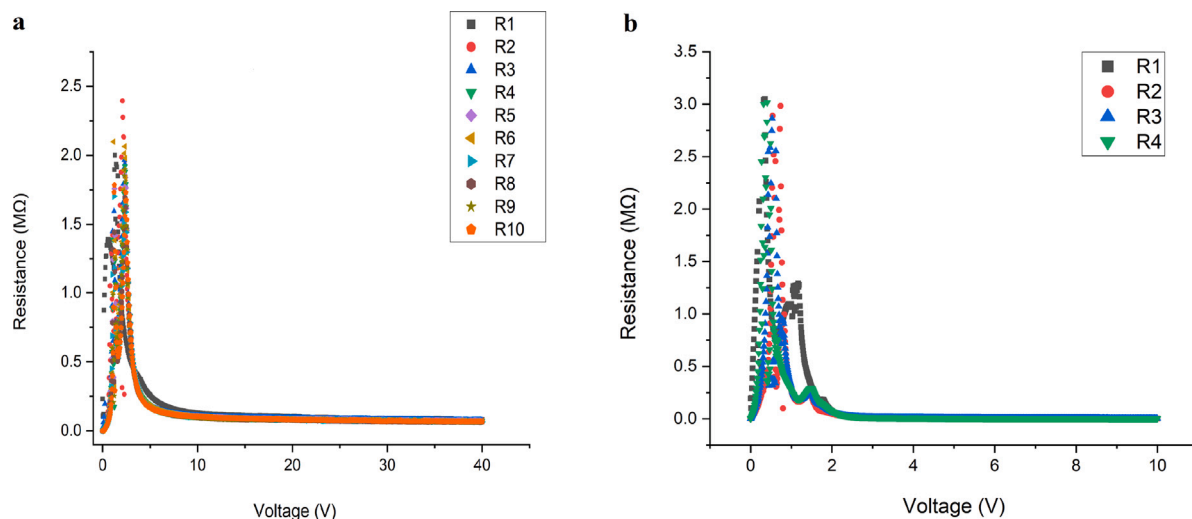 a
R1
R2
R3
R4
R5
R6
R7
R8
R9
R10
2.5
2.0
1.5
1.0
0.5
0.0
Resistance (MΩ)
0 10 20 30 40
Voltage (V)
b
R1
R2
R3
R4
3.5
3.0
2.5
2.0
1.5
1.0
0.5
0.0
Resistance (MΩ)
0 2 4 6 8 10
Voltage (V)